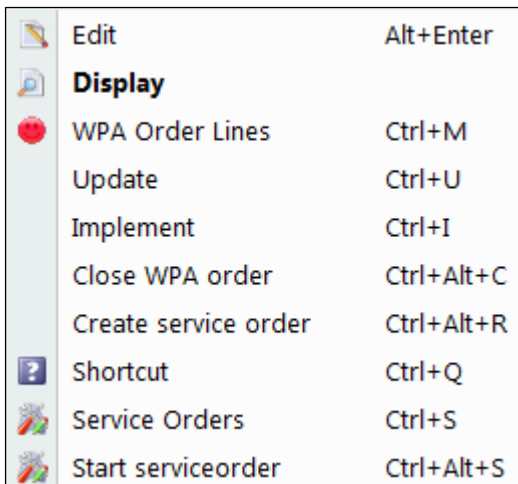 Edit Alt+Enter
Display
WPA Order Lines Ctrl+M
Update Ctrl+U
Implement Ctrl+I
Close WPA order Ctrl+Alt+C
Create service order Ctrl+Alt+R
Shortcut Ctrl+Q
Service Orders Ctrl+S
Start serviceorder Ctrl+Alt+S